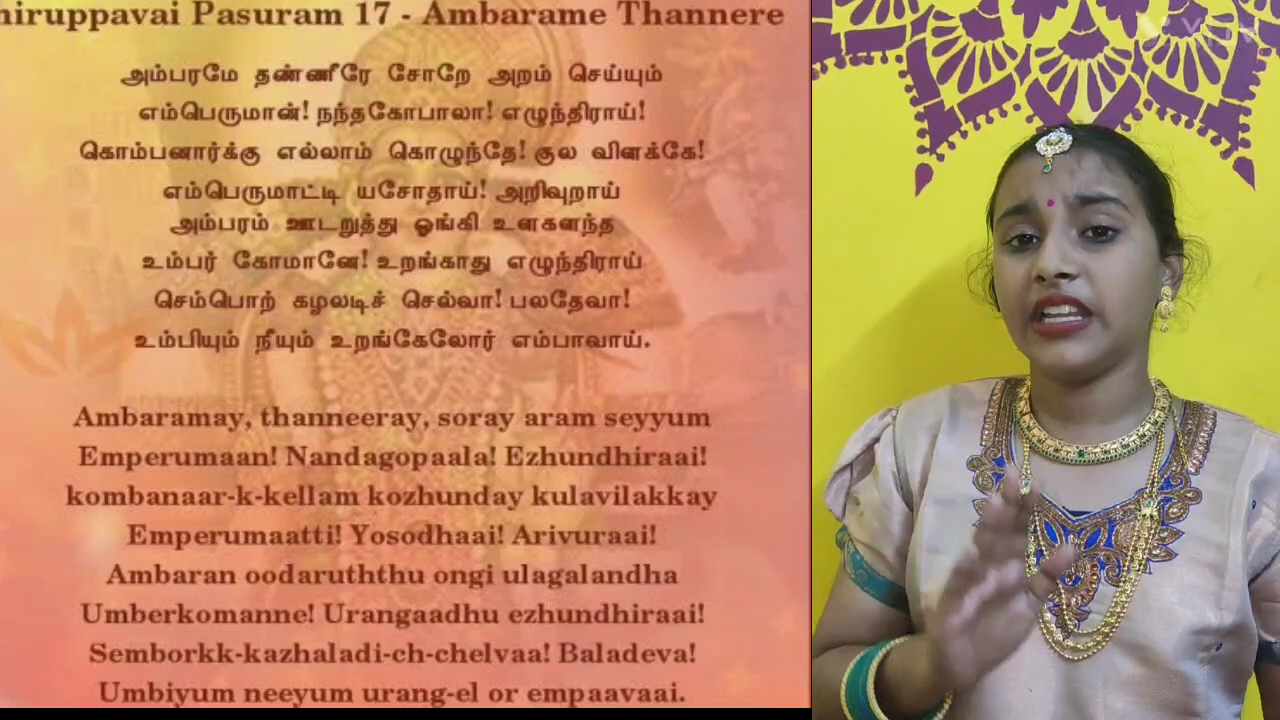 hiruppavai Pasuram 17 - Ambarame Thannere
அம்பரமே தண்ணீரே சோறே அறம் செய்யும்
எம்பெருமான்! நந்தகோபாலா! எழுந்திராய்!
கொம்பனார்க்கு எல்லாம் கொழுந்தே! குல விளக்கே!
எம்பெருமாட்டி யசோதாய்! அறிவுறாய்
அம்பரம் ஊடறுத்து ஓங்கி உளகளந்த
உம்பர் கோமானே! உறங்காது எழுந்திராய்
செம்பொற் கழலடிச் செல்வா! பலதேவா!
உம்பியும் நீயும் உறங்கேலோர் எம்பாவாய்.
Ambaramay, thanneeray, soray aram seyyum
Emperumaan! Nandagopaala! Ezhundhiraai!
kombanaar-k-kellam kozhunday kulavilakkay
Emperumaatti! Yosodhaai! Arivuraai!
Ambaran oodaruththu ongi ulagalandha
Umberkomanne! Urangaadhu ezhundhiraai!
Semborkk-kazhaladi-ch-chelvaa! Baladeva!
Umbiyum neeyum urang-el or empaavaai.